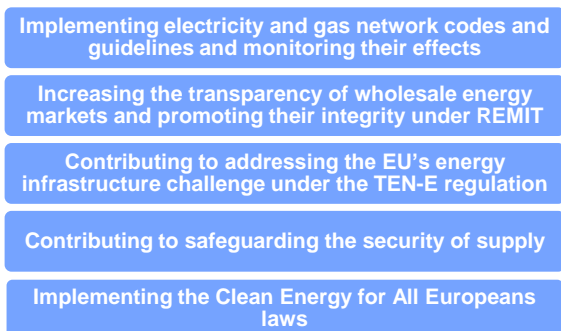 Implementing electricity and gas network codes and
guidelines and monitoring their effects
Increasing the transparency of wholesale energy
markets and promoting their integrity under REMIT
Contributing to addressing the EU's energy
infrastructure challenge under the TEN-E regulation
Contributing to safeguarding the security of supply
Implementing the Clean Energy for All Europeans
laws